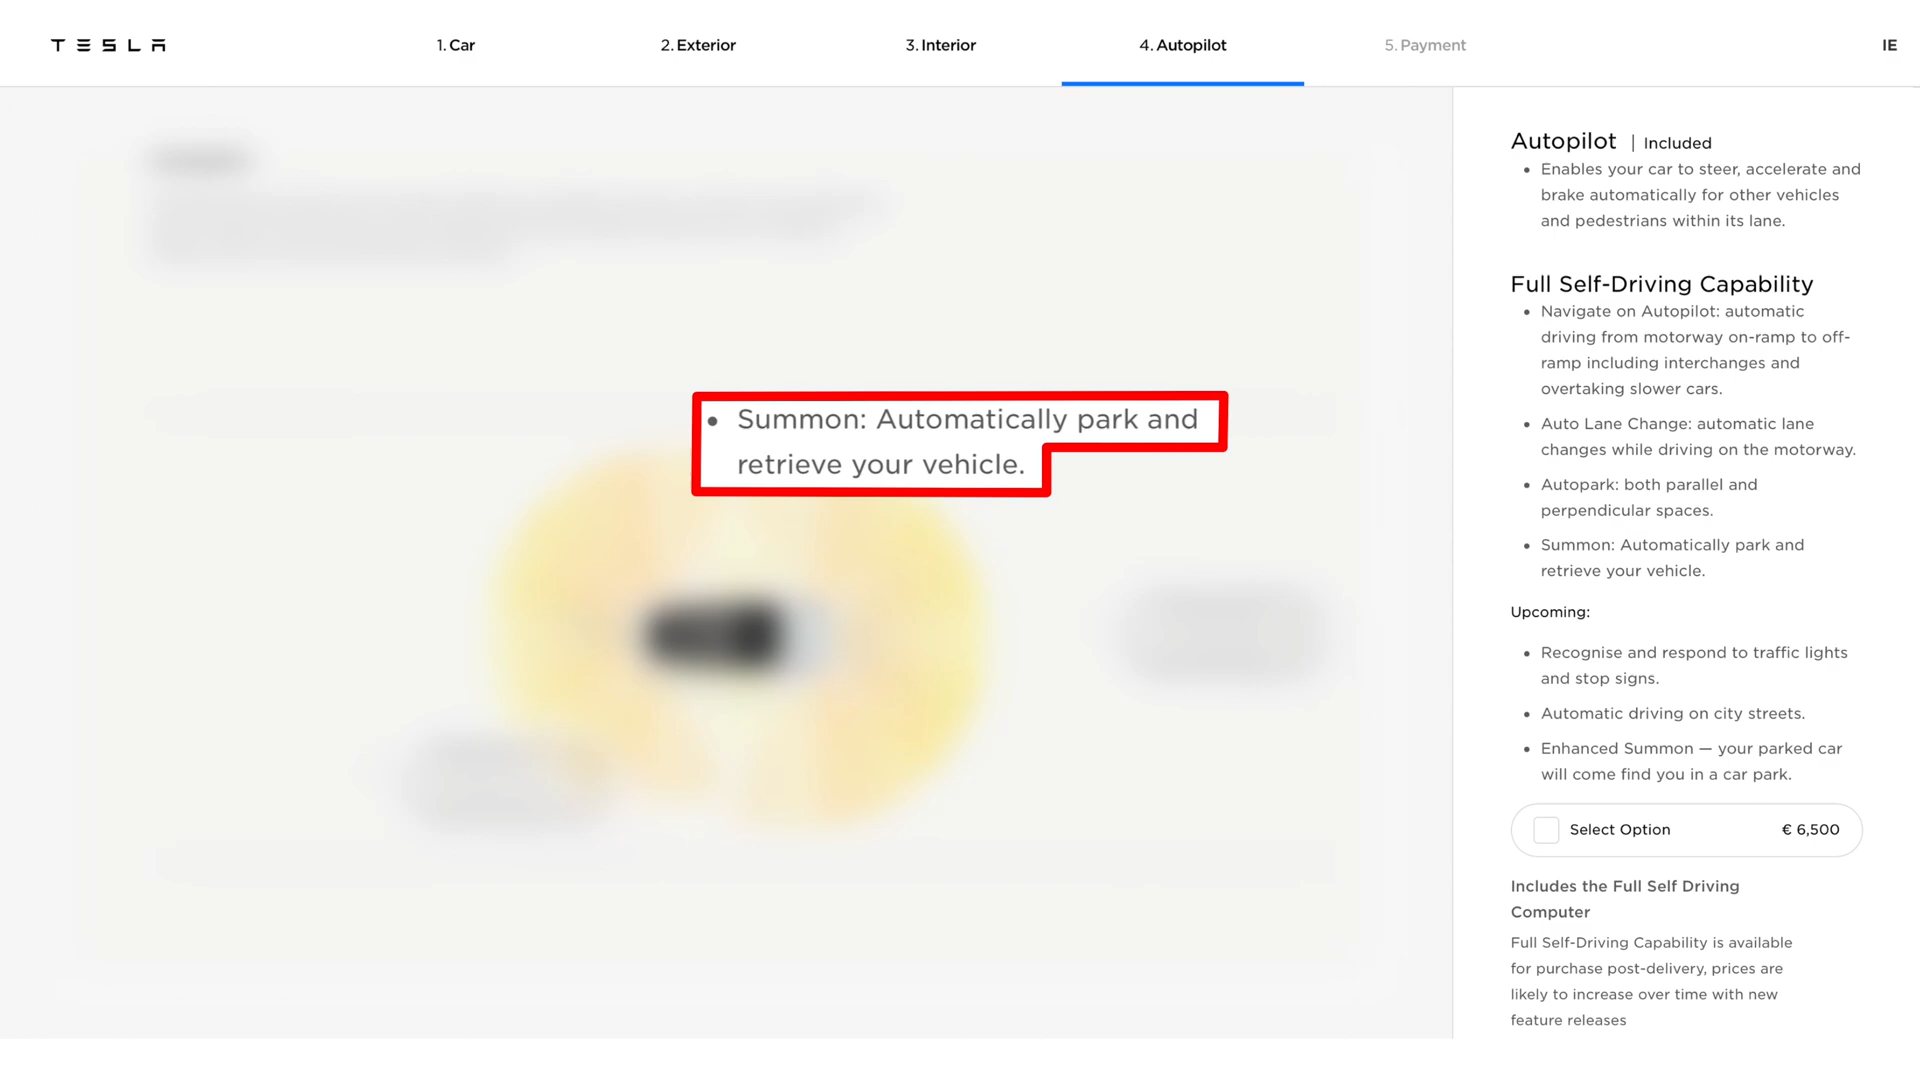 TESLA
1. Car
2. Exterior
3. Interior
4. Autopilot
5. Payment
IE
• Summon: Automatically park and
retrieve your vehicle.
Autopilot | Included
• Enables your car to steer, accelerate and
brake automatically for other vehicles
and pedestrians within its lane.
Full Self-Driving Capability
• Navigate on Autopilot: automatic
driving from motorway on-ramp to off-
ramp including interchanges and
overtaking slower cars.
• Auto Lane Change: automatic lane
changes while driving on the motorway.
• Autopark: both parallel and
perpendicular spaces.
• Summon: Automatically park and
retrieve your vehicle.
Upcoming:
• Recognise and respond to traffic lights
and stop signs.
• Automatic driving on city streets.
• Enhanced Summon — your parked car
will come find you in a car park.
Select Option € 6,500
Includes the Full Self Driving
Computer
Full Self-Driving Capability is available
for purchase post-delivery, prices are
likely to increase over time with new
feature releases